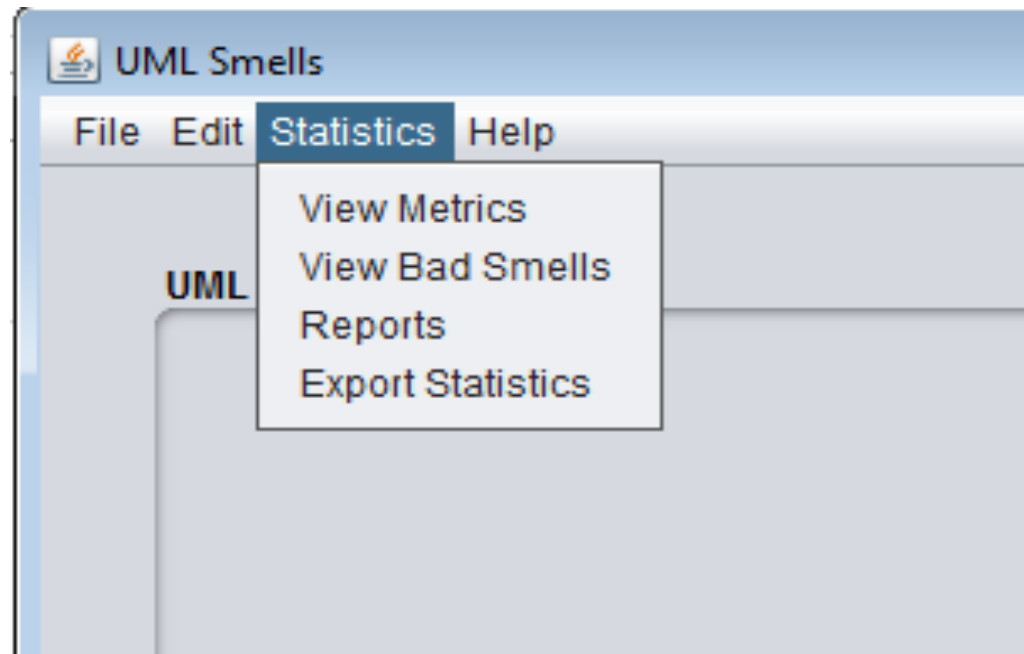 UML Smells
File Edit Statistics Help
View Metrics
View Bad Smells
UML
Reports
Export Statistics